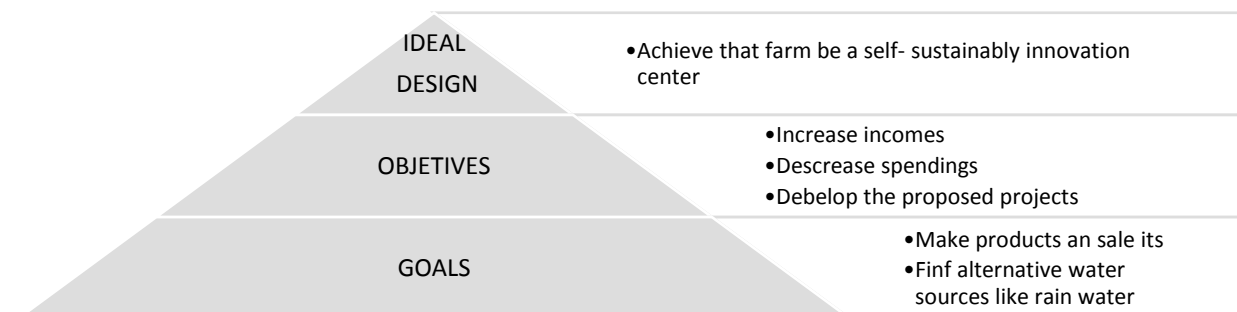 IDEAL
DESIGN
•Achieve that farm be a self- sustainably innovation
center
OBJETIVES
•Increase incomes
•Descrease spendings
•Debelop the proposed projects
GOALS
•Make products an sale its
•Finf alternative water
sources like rain water